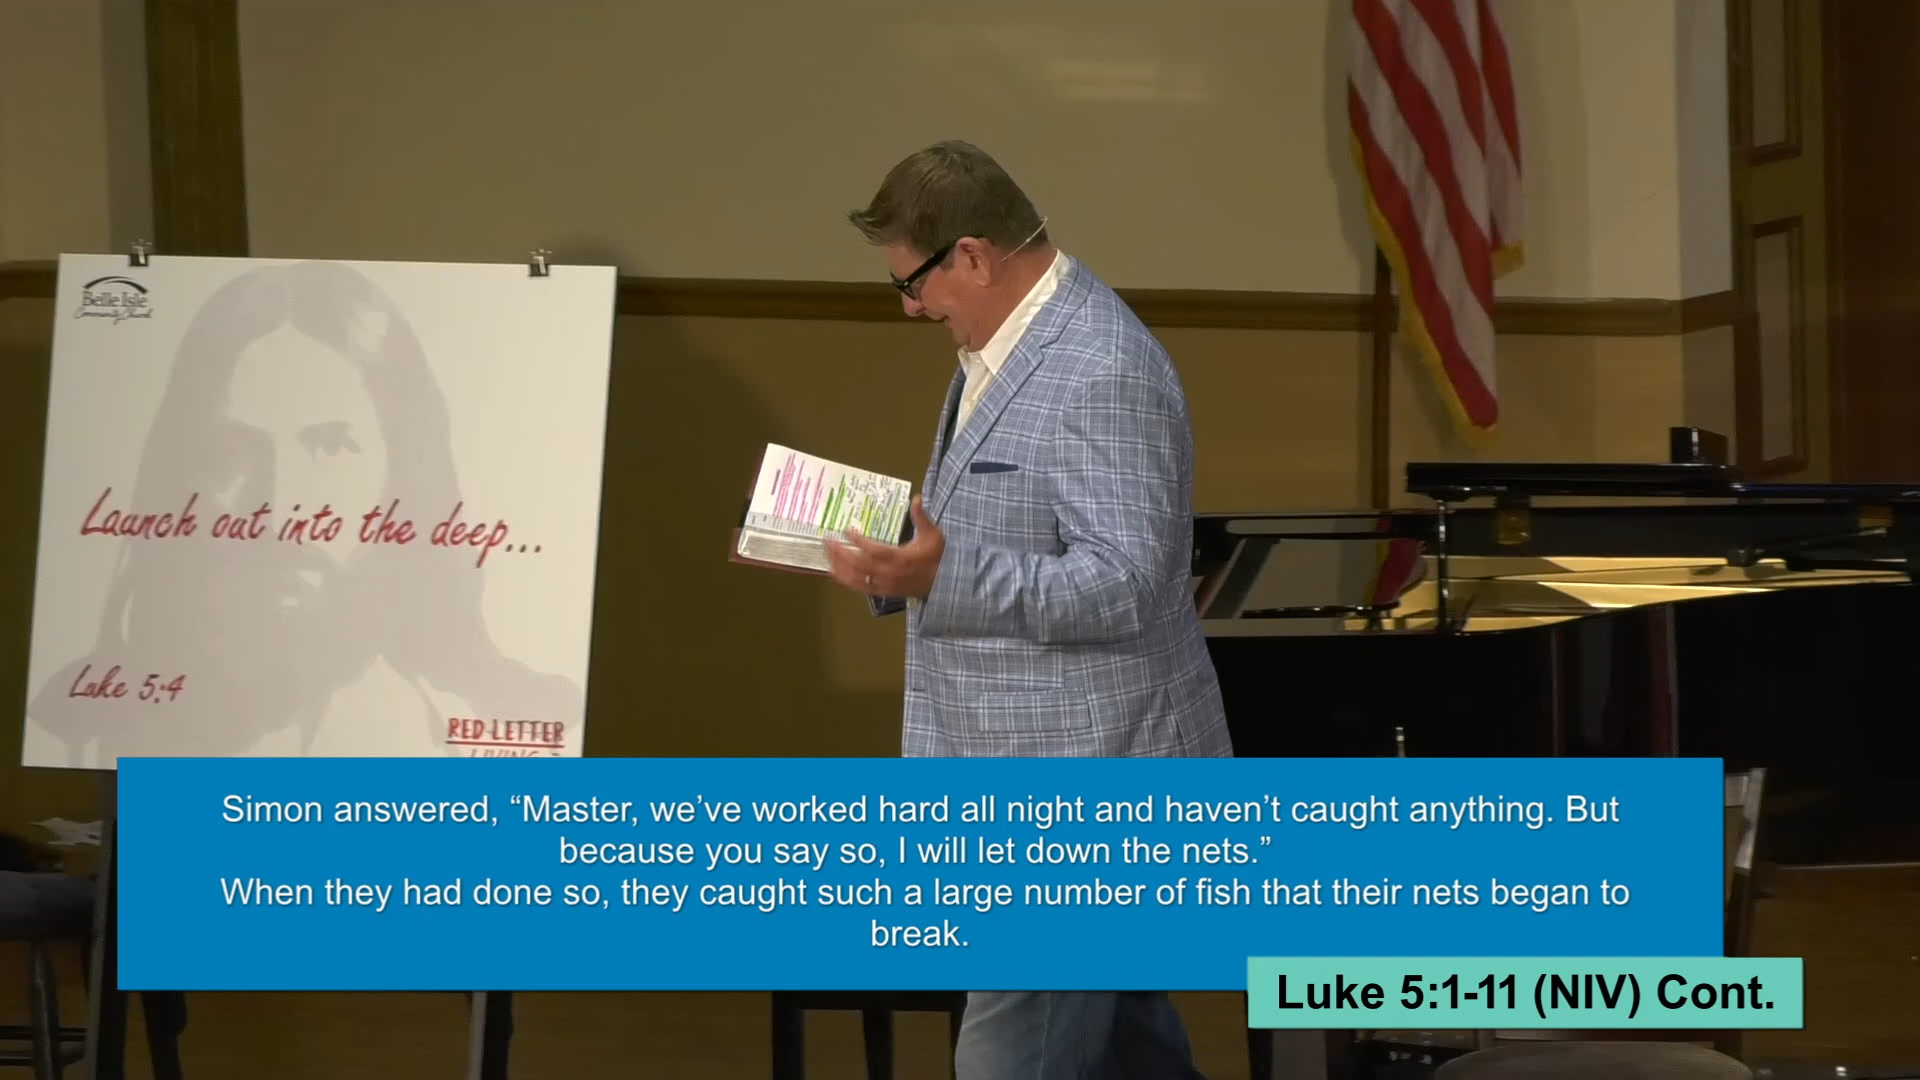 Belle Isle
Community Church
Launch out into the deep...
Luke 5:4
RED LETTER
Simon answered, “Master, we’ve worked hard all night and haven’t caught anything. But
because you say so, I will let down the nets.”
When they had done so, they caught such a large number of fish that their nets began to
break.
Luke 5:1-11 (NIV) Cont.